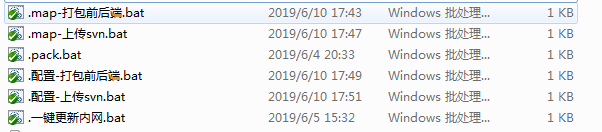 .map-打包前后端.bat 2019/6/10 17:43 Windows 批处理... 1 KB
.map-上传svn.bat 2019/6/10 17:47 Windows 批处理... 1 KB
.pack.bat 2019/6/4 20:33 Windows 批处理... 1 KB
.配置-打包前后端.bat 2019/6/10 17:49 Windows 批处理... 1 KB
.配置-上传svn.bat 2019/6/10 17:51 Windows 批处理... 1 KB
.一键更新内网.bat 2019/6/5 15:32 Windows 批处理... 1 KB